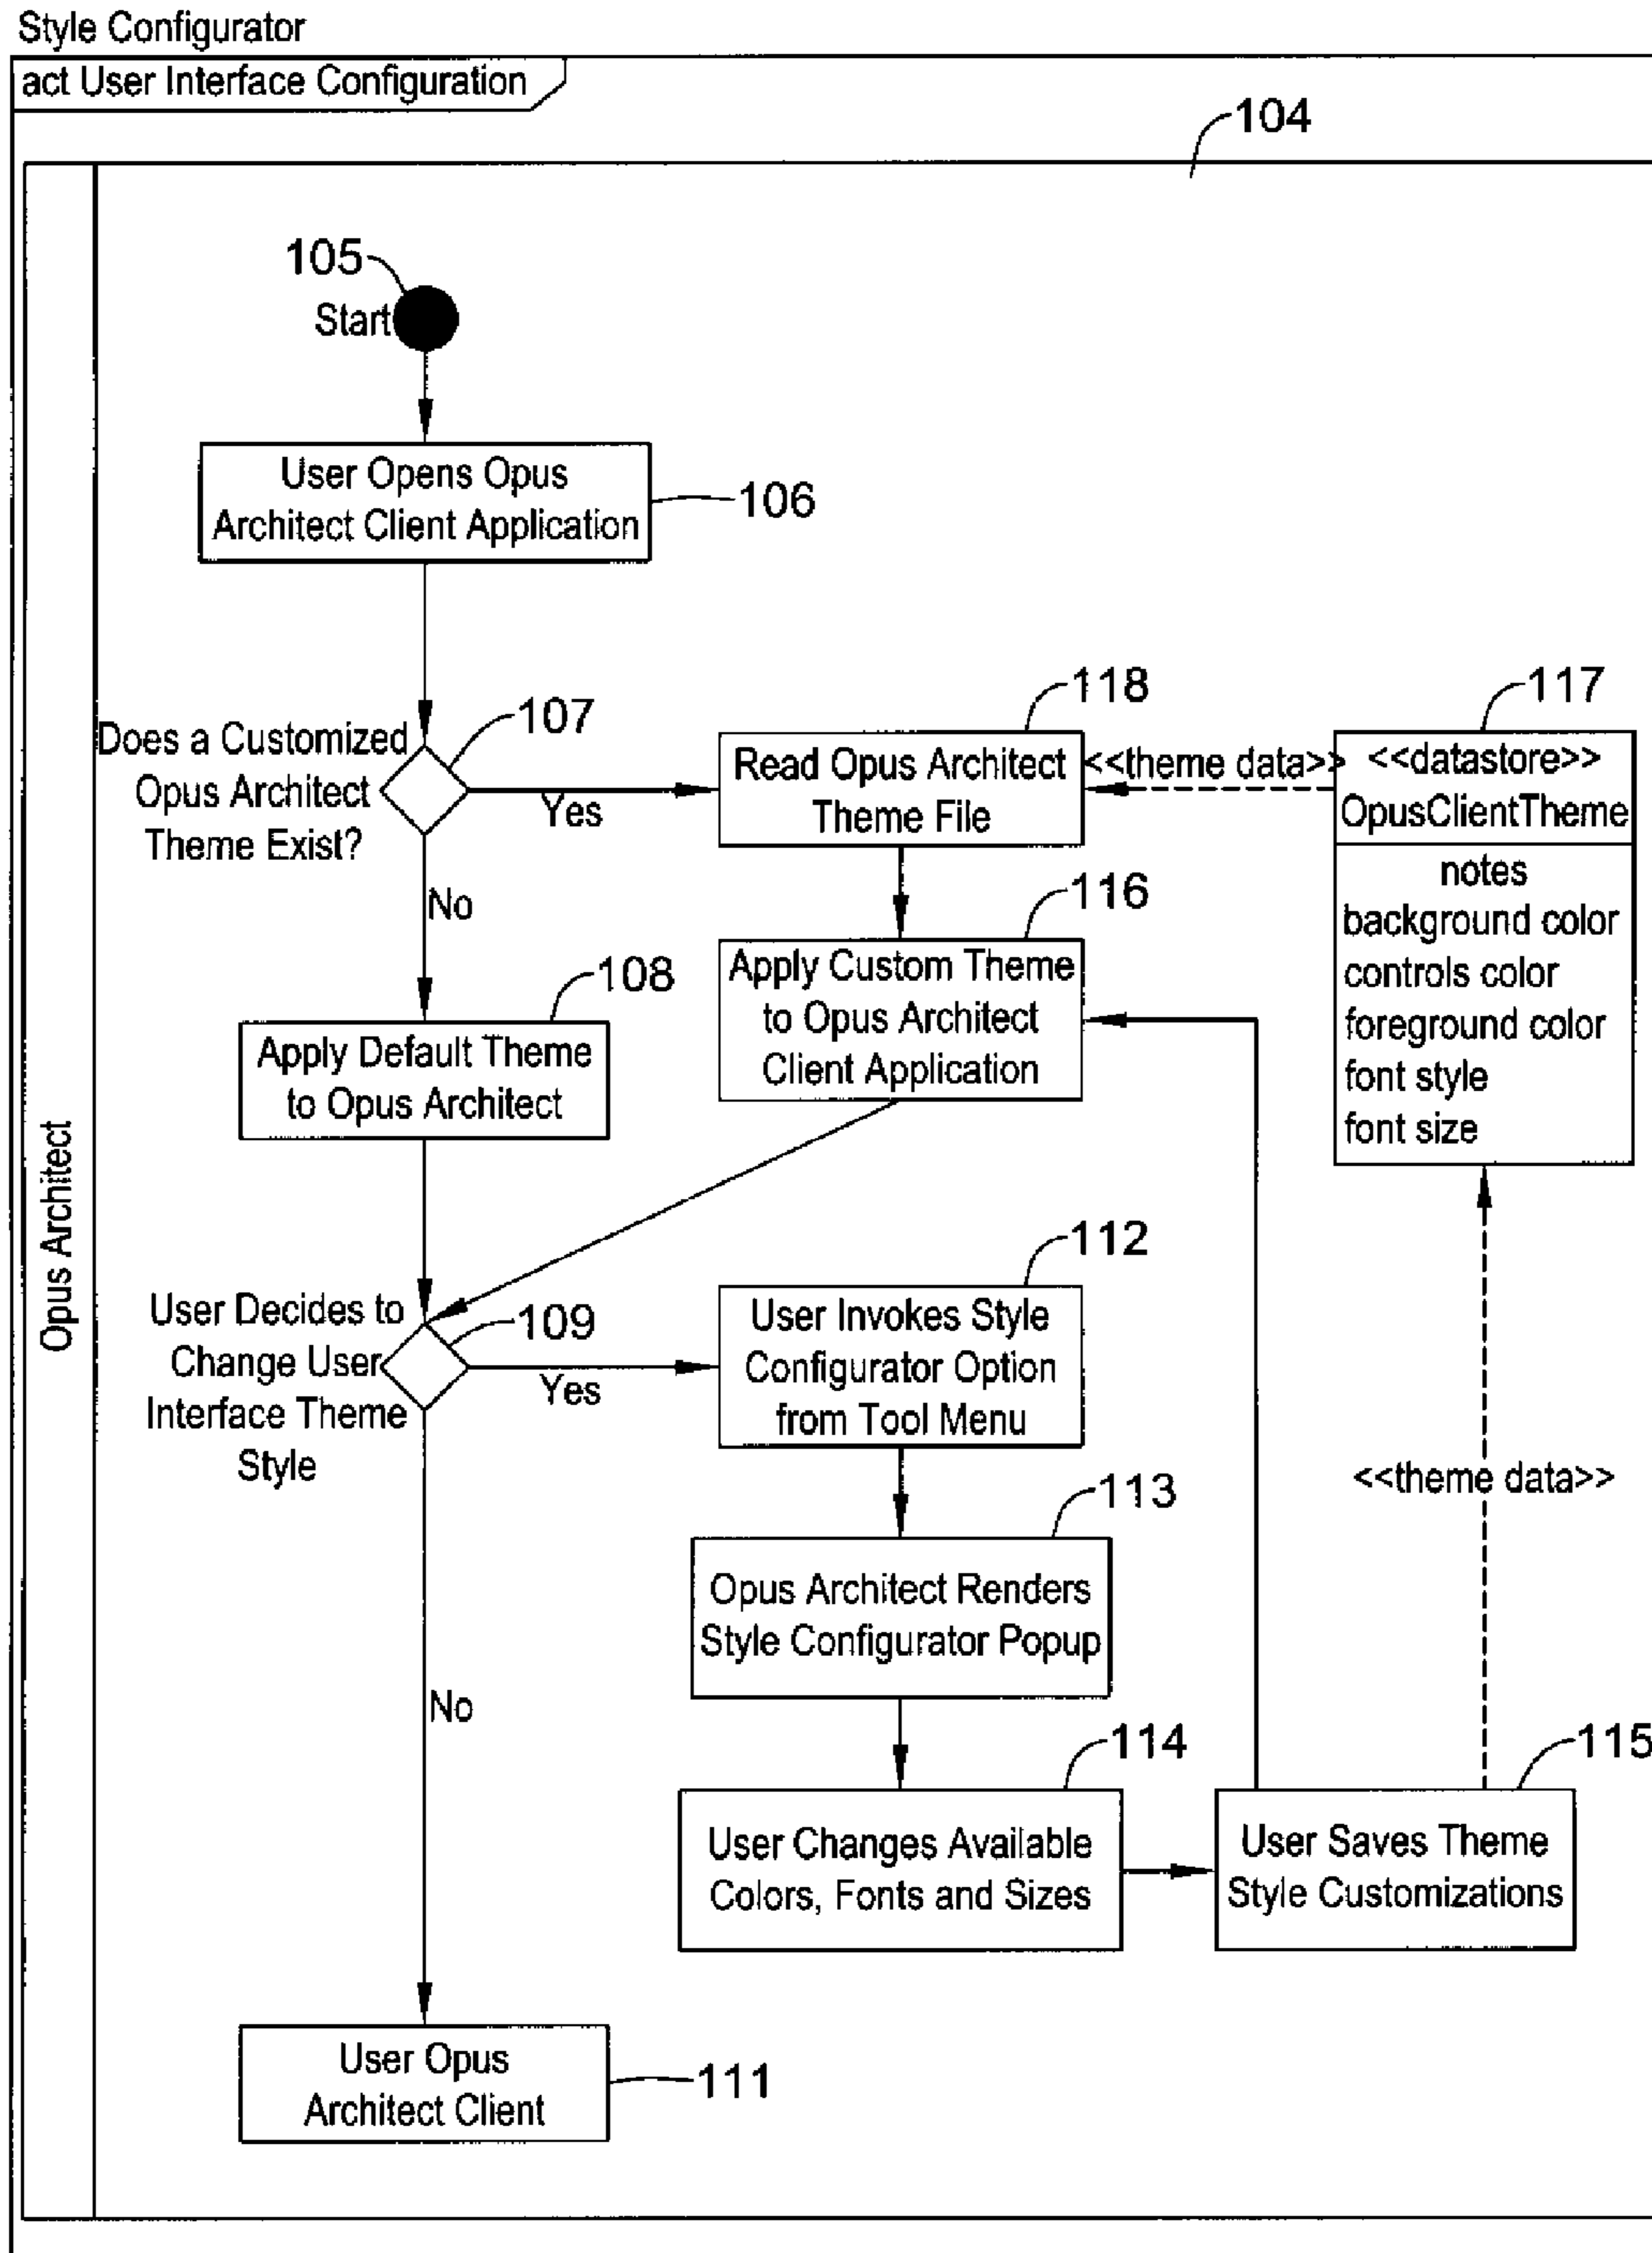 Style Configurator
act User Interface Configuration
104
105
Start
User Opens Opus
Architect Client Application
106
Does a Customized
Opus Architect
Theme Exist?
107
Yes
No
118
Read Opus Architect
Theme File
<<theme data>>
117
<<datastore>>
OpusClientTheme
notes
background color
controls color
foreground color
font style
font size
116
Apply Custom Theme
to Opus Architect
Client Application
108
Apply Default Theme
to Opus Architect
Opus Architect
User Decides to
Change User
Interface Theme
Style
109
Yes
No
112
User Invokes Style
Configurator Option
from Tool Menu
<<theme data>>
113
Opus Architect Renders
Style Configurator Popup
114
User Changes Available
Colors, Fonts and Sizes
115
User Saves Theme
Style Customizations
User Opus
Architect Client
111